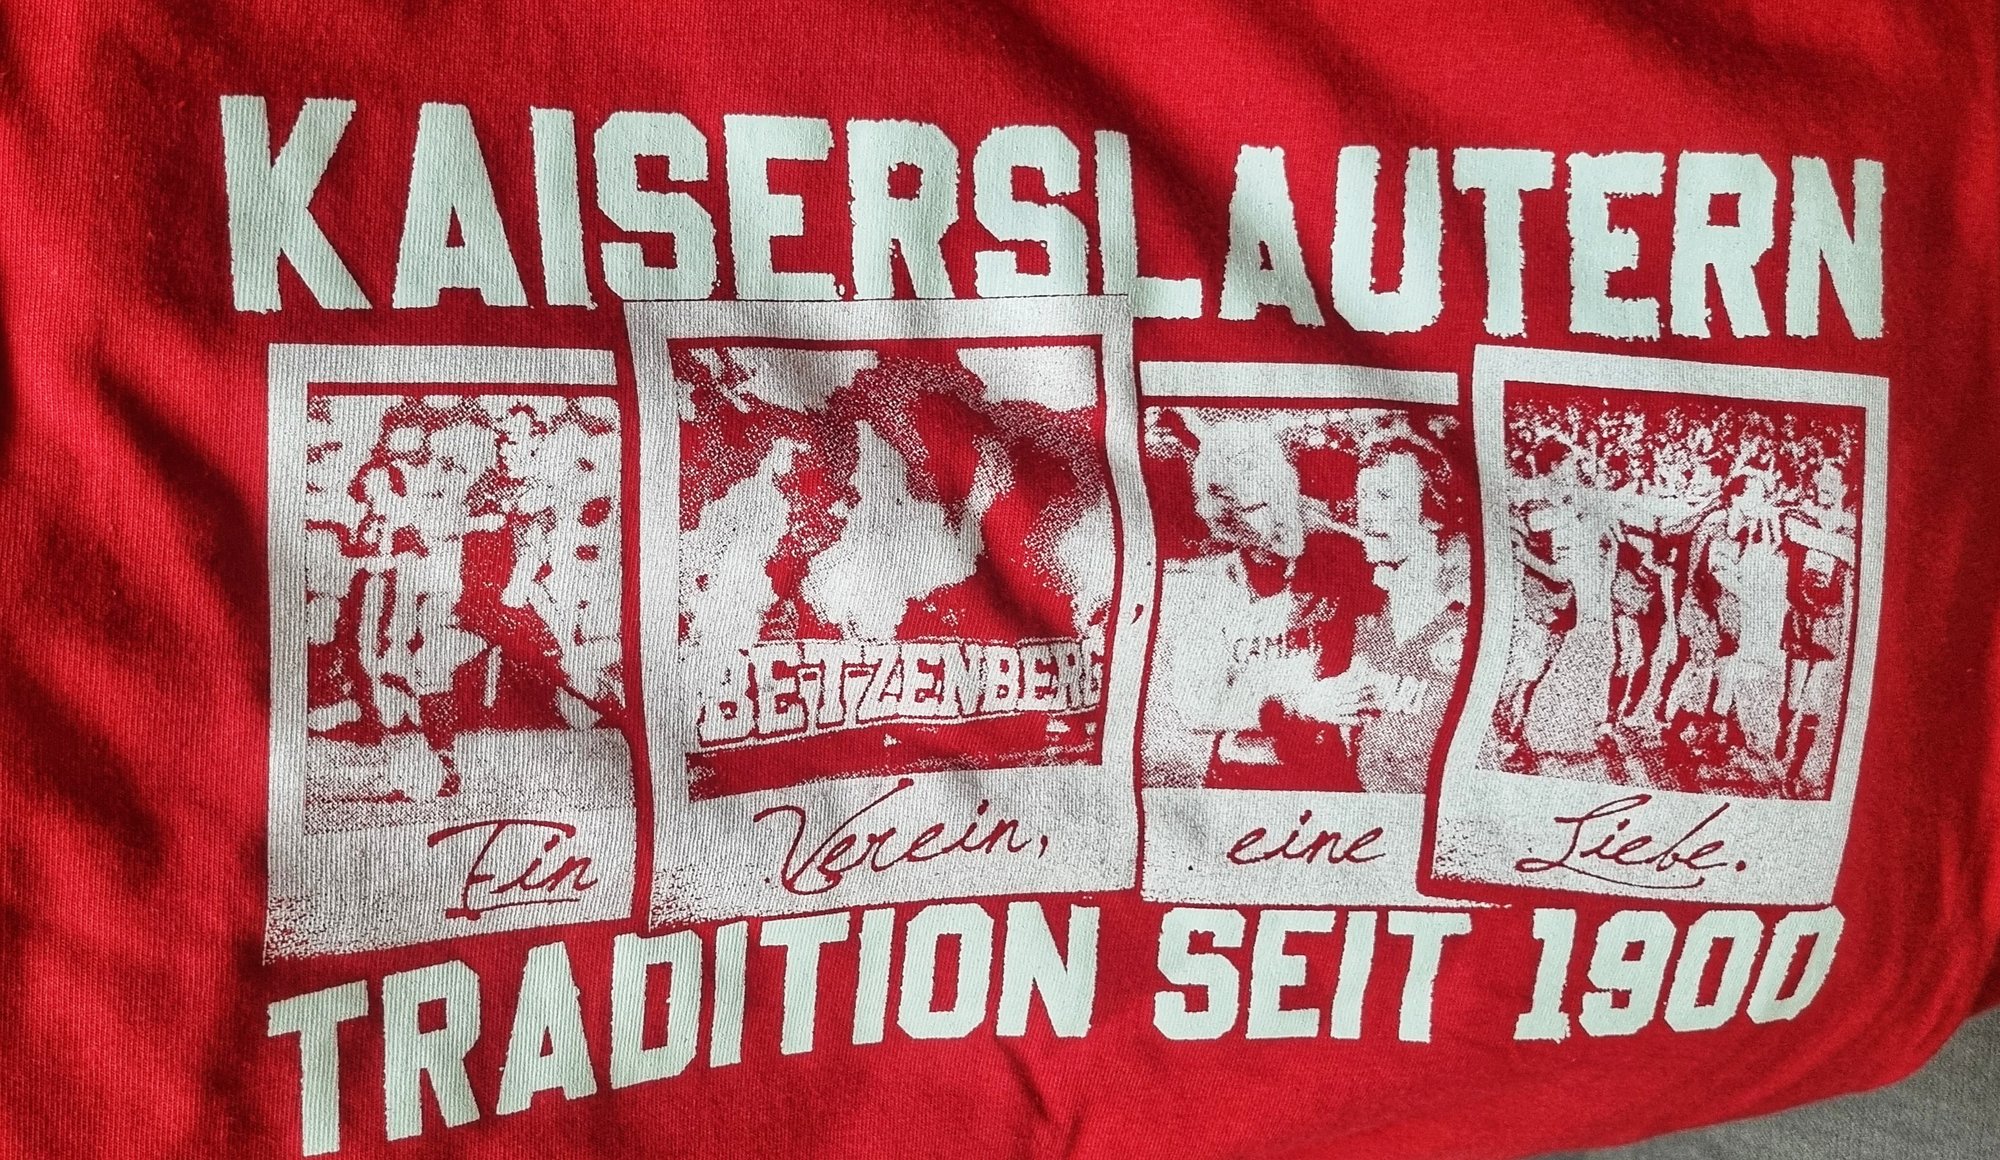 KAISERSLAUTERN
BETZENBERG
Ein Verein, eine Liebe.
TRADITION SEIT 1900